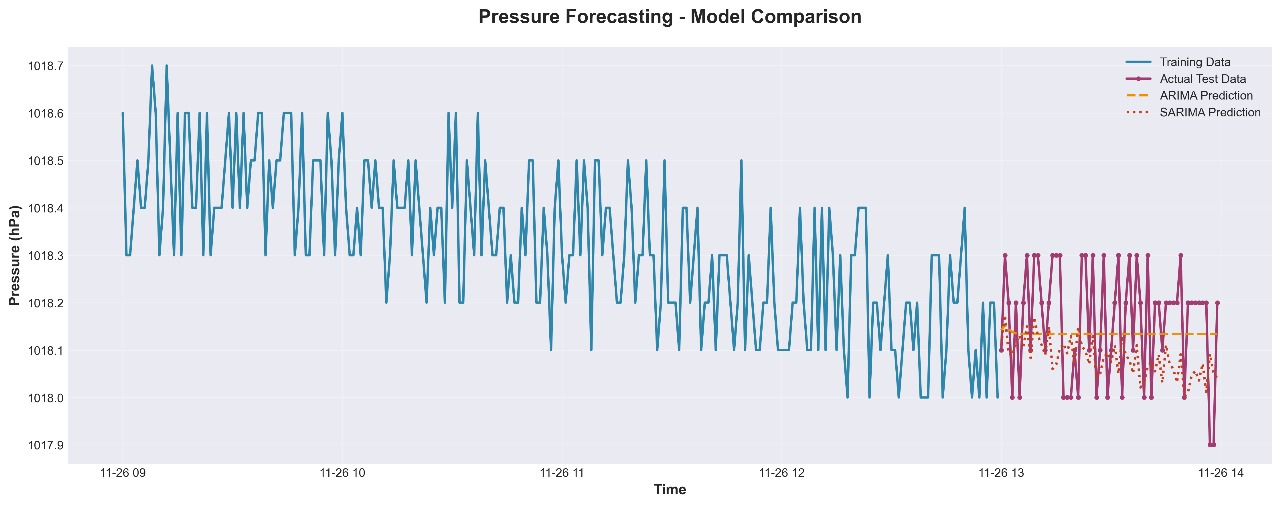 Pressure Forecasting - Model Comparison
Training Data
Actual Test Data
ARIMA Prediction
SARIMA Prediction
Pressure (hPa)
1018.7
1018.6
1018.5
1018.4
1018.3
1018.2
1018.1
1018.0
1017.9
11-26 09 11-26 10 11-26 11 11-26 12 11-26 13 11-26 14
Time